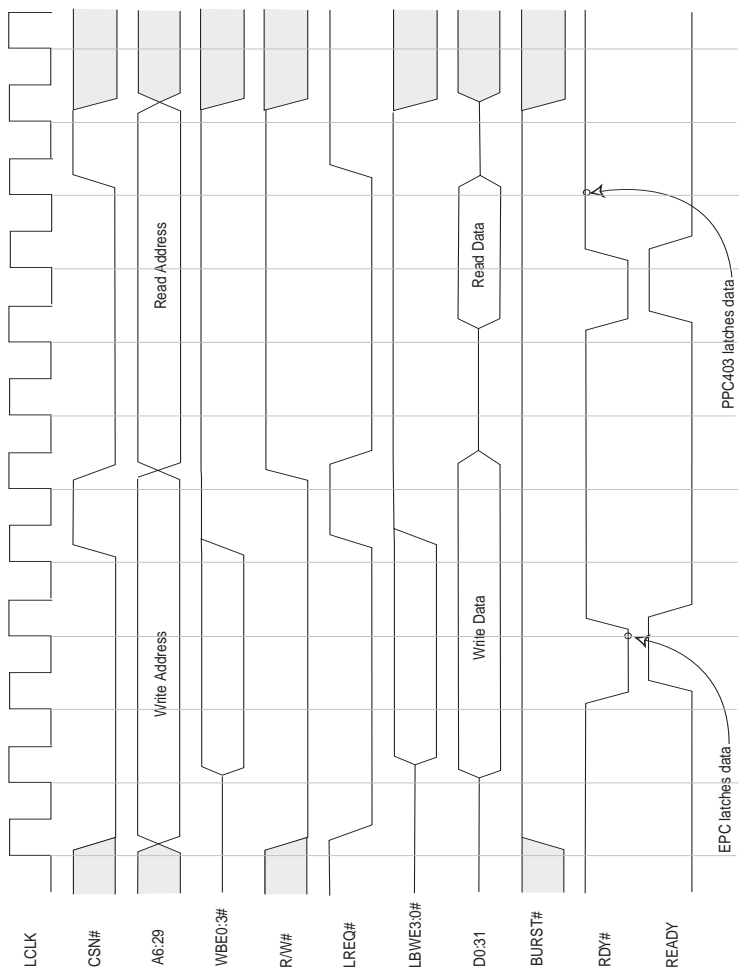 LCLK
CSN#
A6:29
Write Address
Read Address
WBE0:3#
R/W#
LREQ#
LBWE3:0#
D0:31
Write Data
Read Data
BURST#
RDY#
READY
EPC latches data
PPC403 latches data